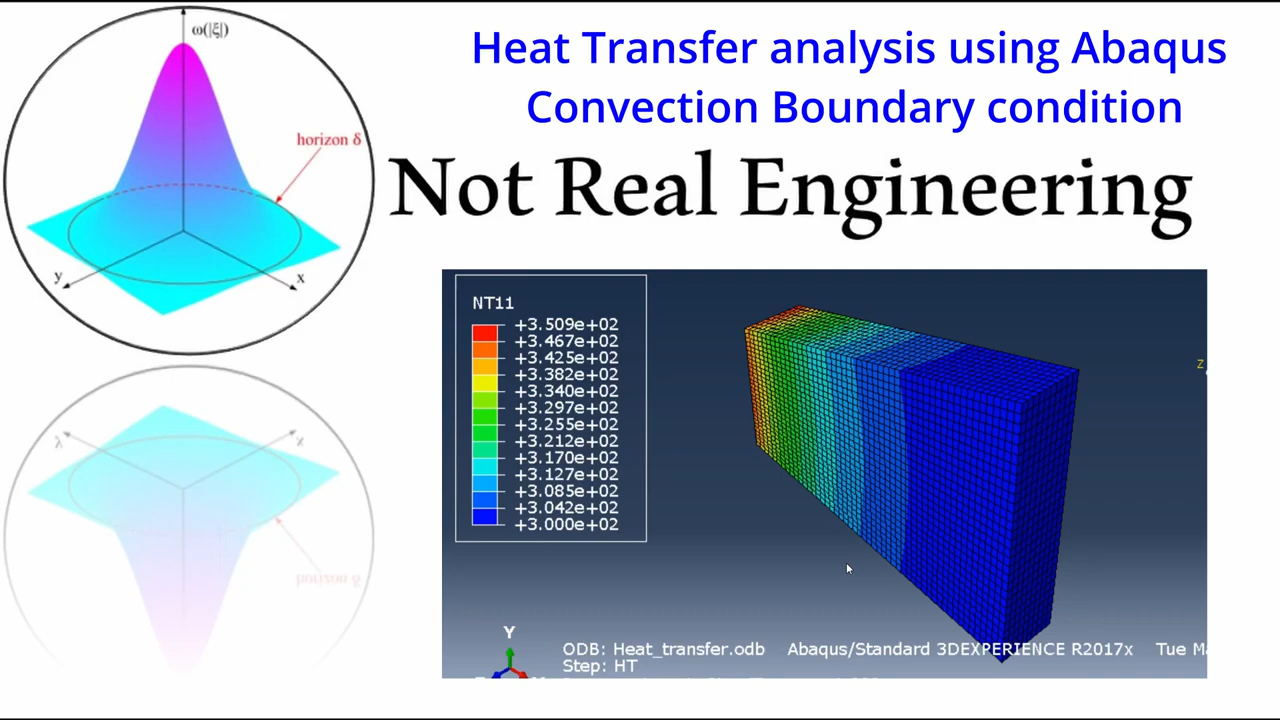 ω(|ξ|)
horizon δ
y
x
Heat Transfer analysis using Abaqus
Convection Boundary condition
Not Real Engineering
NT11
+3.509e+02
+3.467e+02
+3.425e+02
+3.382e+02
+3.340e+02
+3.297e+02
+3.255e+02
+3.212e+02
+3.170e+02
+3.127e+02
+3.085e+02
+3.042e+02
+3.000e+02
Z
Y
ODB: Heat_transfer.odb Abaqus/Standard 3DEXPERIENCE R2017x Tue
Step: HT